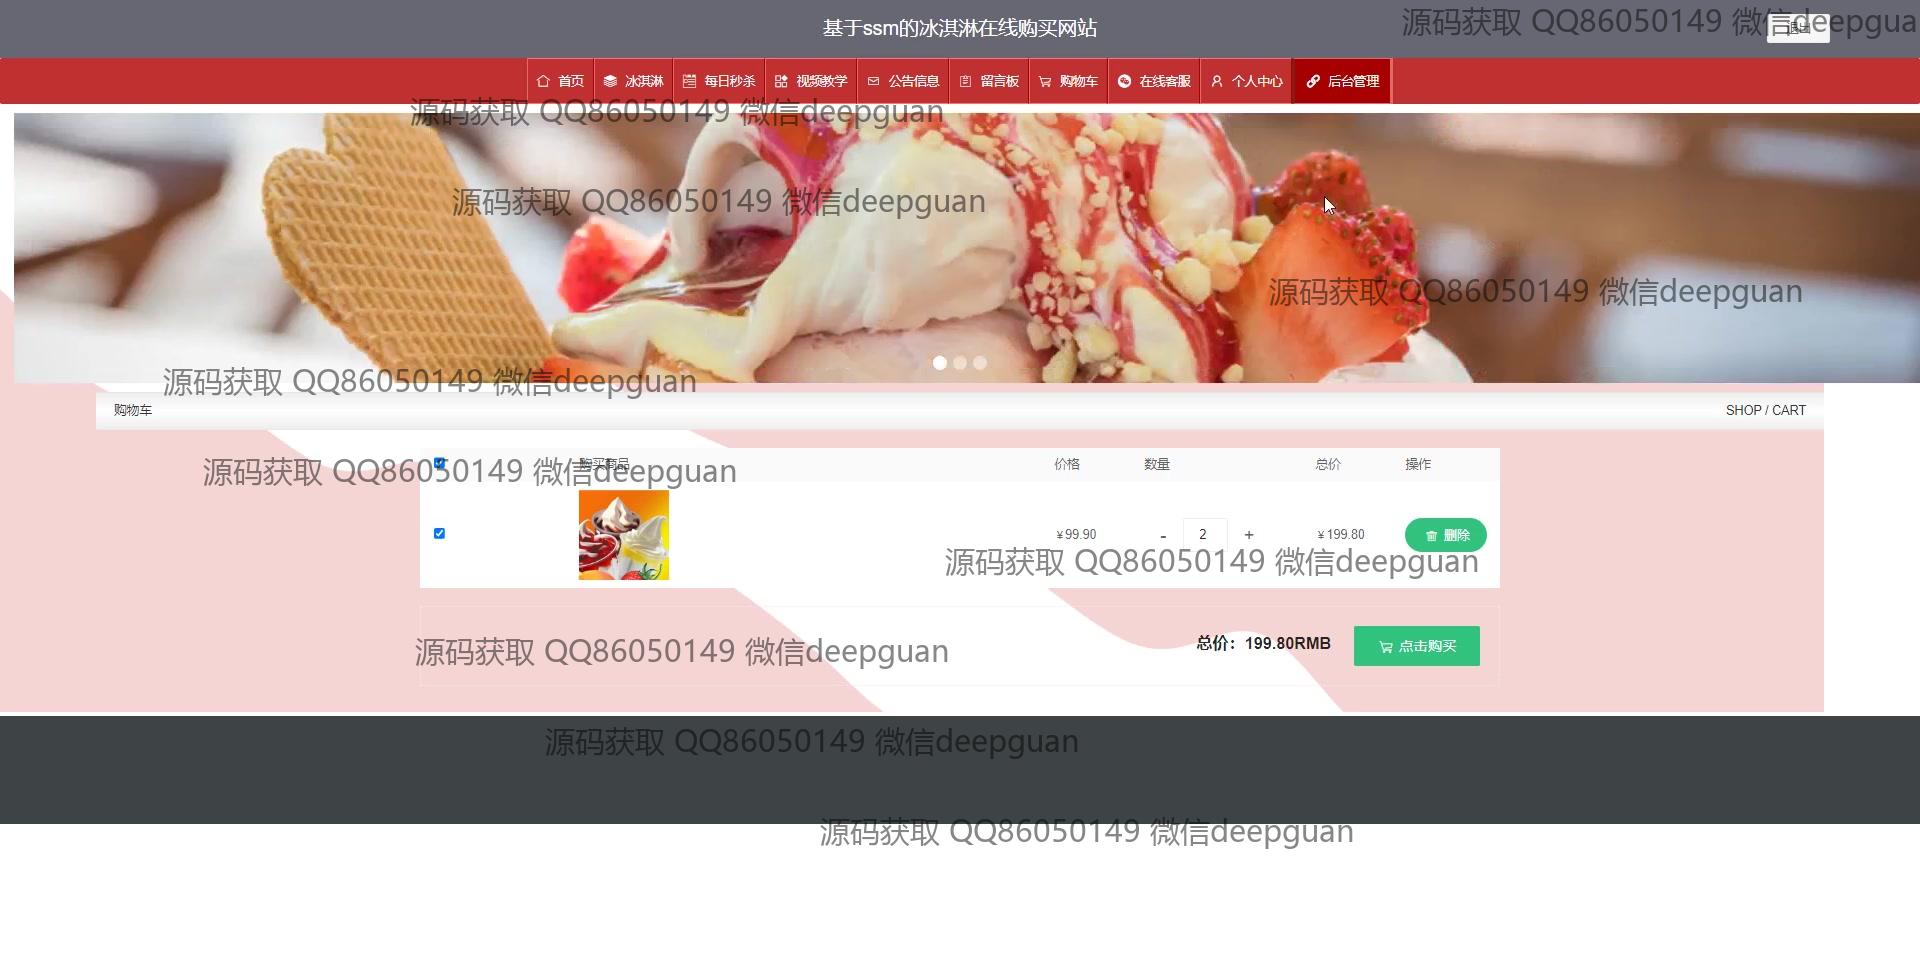 基于ssm的冰淇淋在线购买网站
源码获取 QQ86050149 微信deepgua
退出
首页 冰淇淋 每日秒杀 视频教学 公告信息 留言板 购物车 在线客服 个人中心 后台管理
源码获取 QQ86050149 微信deepguan
源码获取 QQ86050149 微信deepguan
源码获取 QQ86050149 微信deepguan
源码获取 QQ86050149 微信deepguan
购物车 SHOP / CART
购买商品 价格 数量 总价 操作
源码获取 QQ86050149 微信deepguan
￥99.90 - 2 + ￥199.80 删除
源码获取 QQ86050149 微信deepguan
总价：199.80RMB 点击购买
源码获取 QQ86050149 微信deepguan
源码获取 QQ86050149 微信deepguan
源码获取 QQ86050149 微信deepguan